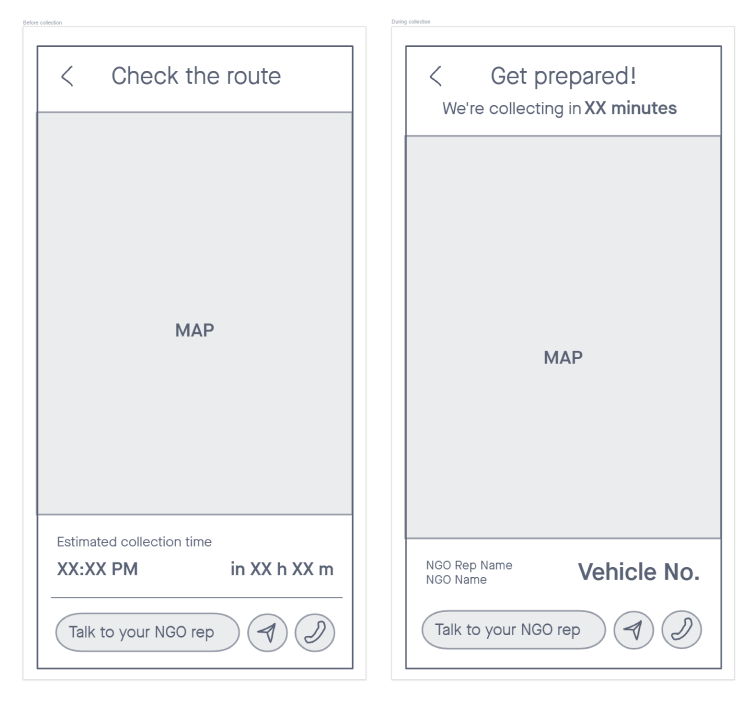 Before collection
Check the route
MAP
Estimated collection time
XX:XX PM
in XX h XX m
Talk to your NGO rep
During collection
Get prepared!
We're collecting in XX minutes
MAP
NGO Rep Name
NGO Name
Vehicle No.
Talk to your NGO rep